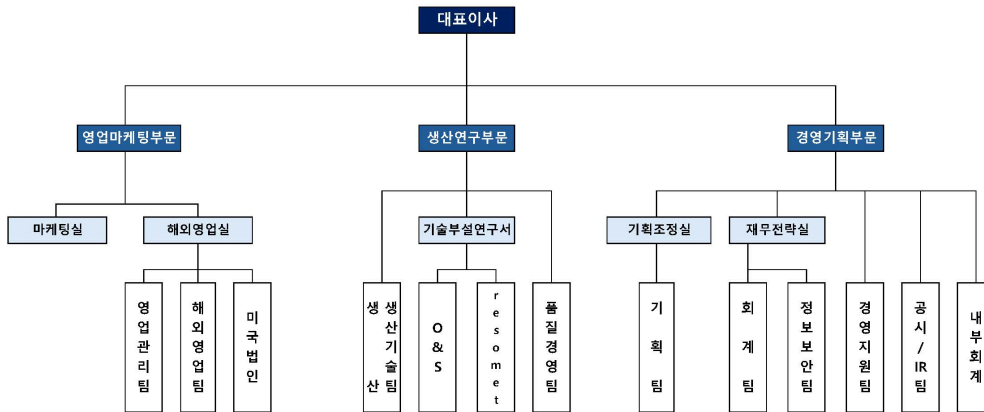 대표이사
영업마케팅부문
생산연구부문
경영기획부문
마케팅실
해외영업실
기술부설연구서
기획조정실
재무전략실
영업관리팀
해외영업팀
미국법인
생산
생산기술팀
O&S
resomet
품질경영팀
기획팀
회계팀
정보보안팀
경영지원팀
공시/IR팀
내부회계